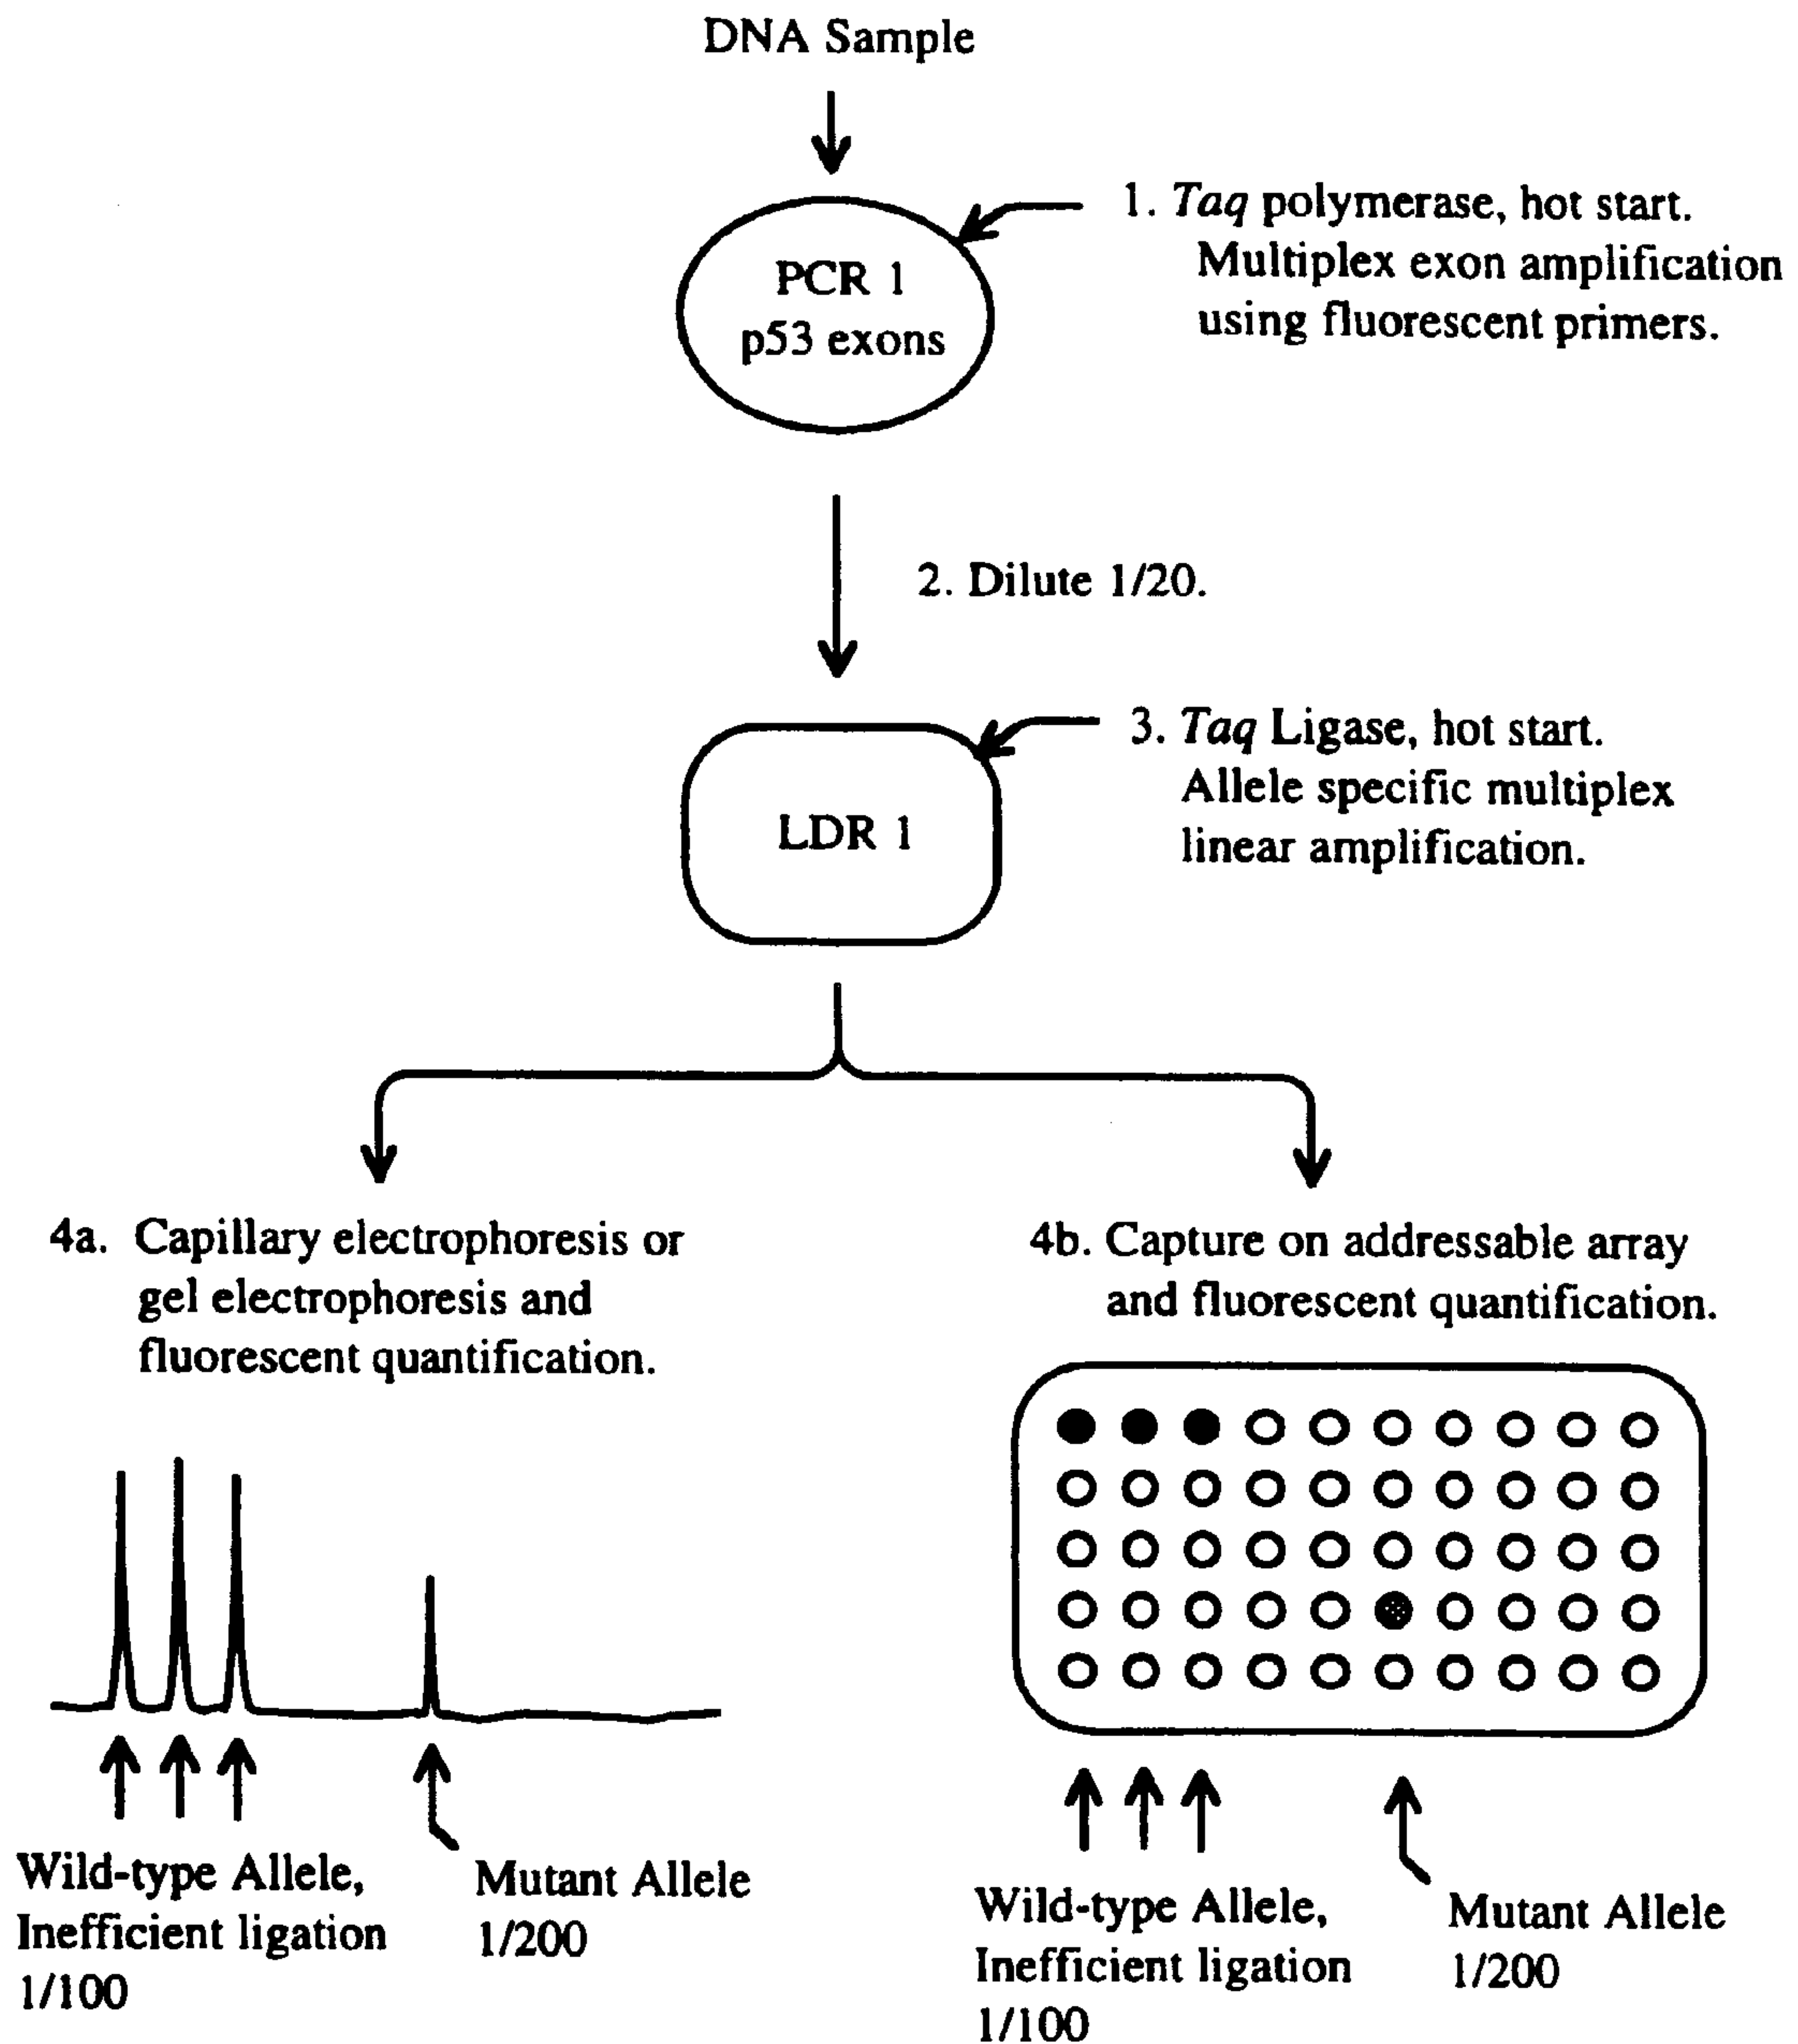 DNA Sample
1. Taq polymerase, hot start.
Multiplex exon amplification
using fluorescent primers.
PCR 1
p53 exons
2. Dilute 1/20.
3. Taq Ligase, hot start.
Allele specific multiplex
linear amplification.
LDR 1
4a. Capillary electrophoresis or
gel electrophoresis and
fluorescent quantification.
4b. Capture on addressable array
and fluorescent quantification.
Wild-type Allele,
Inefficient ligation
1/100
Mutant Allele
1/200
Wild-type Allele,
Inefficient ligation
1/100
Mutant Allele
1/200